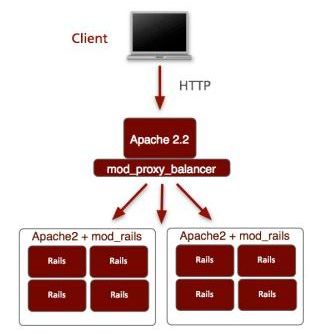 Client
HTTP
Apache 2.2
mod_proxy_balancer
Apache2 + mod_rails
Rails Rails
Rails Rails
Apache2 + mod_rails
Rails Rails
Rails Rails